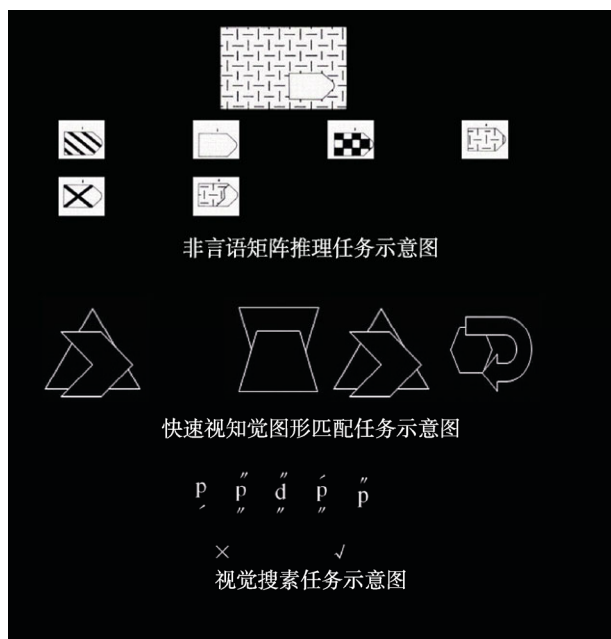 非言语矩阵推理任务示意图
快速视知觉图形匹配任务示意图
p p d p p
× √
视觉搜素任务示意图